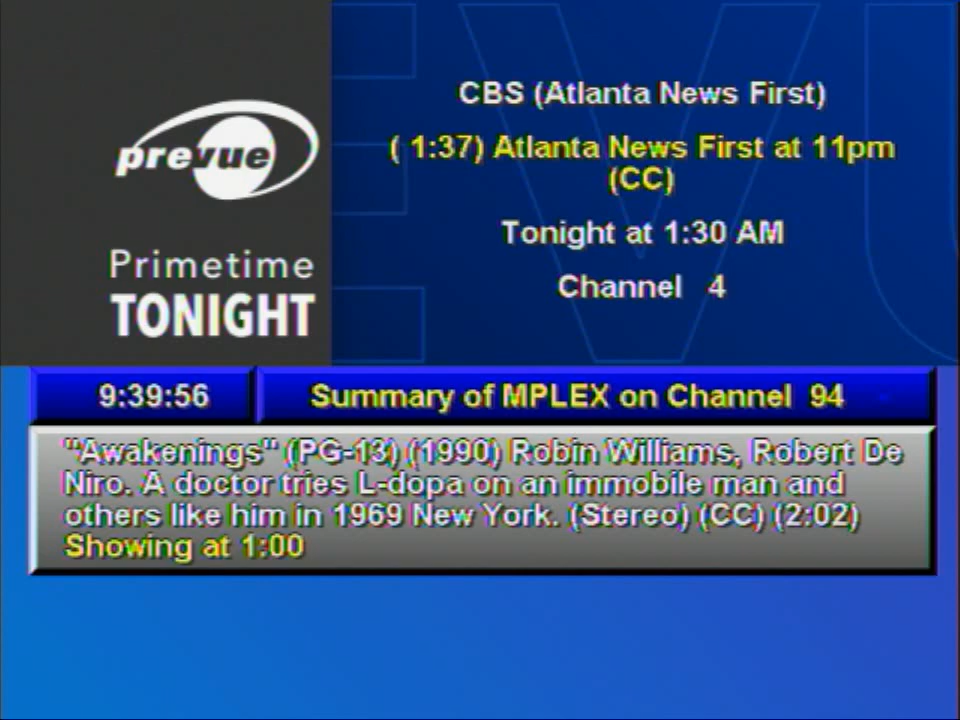 prevue
Primetime
TONIGHT
CBS (Atlanta News First)
( 1:37) Atlanta News First at 11pm
(CC)
Tonight at 1:30 AM
Channel 4
9:39:56
Summary of MPLEX on Channel 94
"Awakenings" (PG-13) (1990) Robin Williams, Robert De
Niro. A doctor tries L-dopa on an immobile man and
others like him in 1969 New York. (Stereo) (CC) (2:02)
Showing at 1:00